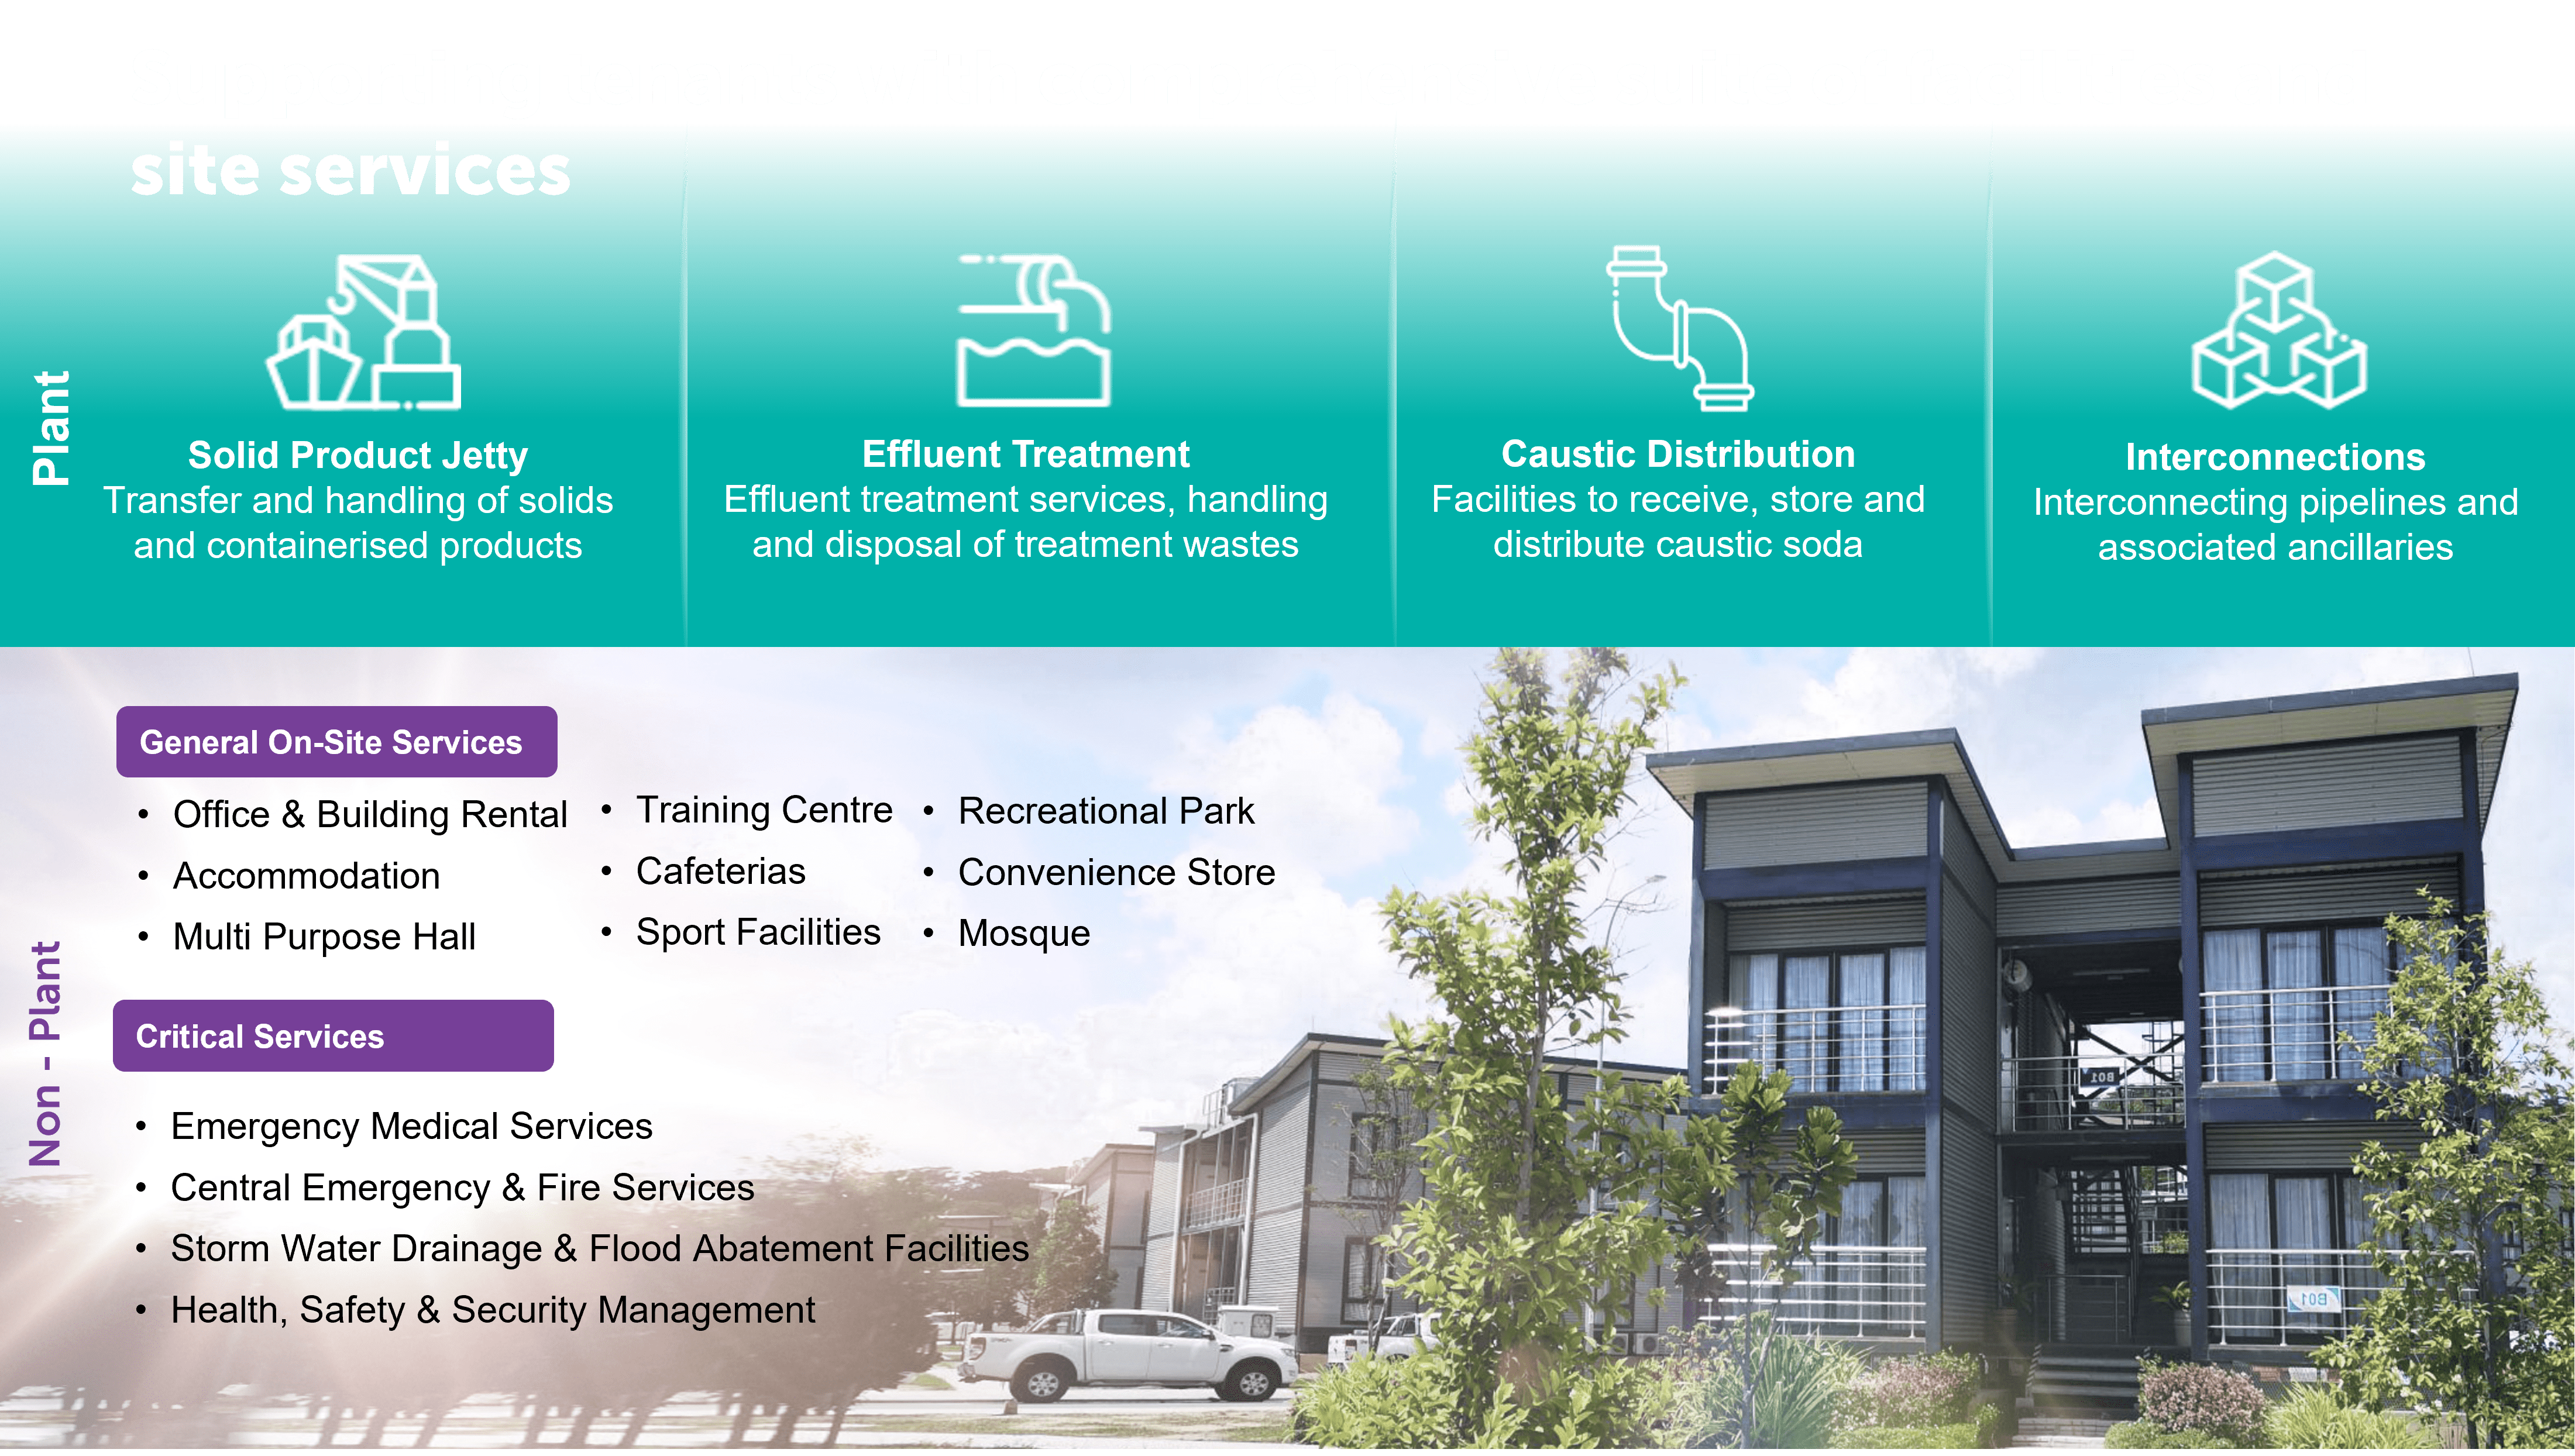 site services
Plant
Solid Product Jetty
Transfer and handling of solids
and containerised products
Effluent Treatment
Effluent treatment services, handling
and disposal of treatment wastes
Caustic Distribution
Facilities to receive, store and
distribute caustic soda
Interconnections
Interconnecting pipelines and
associated ancillaries
Non - Plant
General On-Site Services
• Office & Building Rental
• Accommodation
• Multi Purpose Hall
• Training Centre
• Cafeterias
• Sport Facilities
• Recreational Park
• Convenience Store
• Mosque
Critical Services
• Emergency Medical Services
• Central Emergency & Fire Services
• Storm Water Drainage & Flood Abatement Facilities
• Health, Safety & Security Management
B01
B01